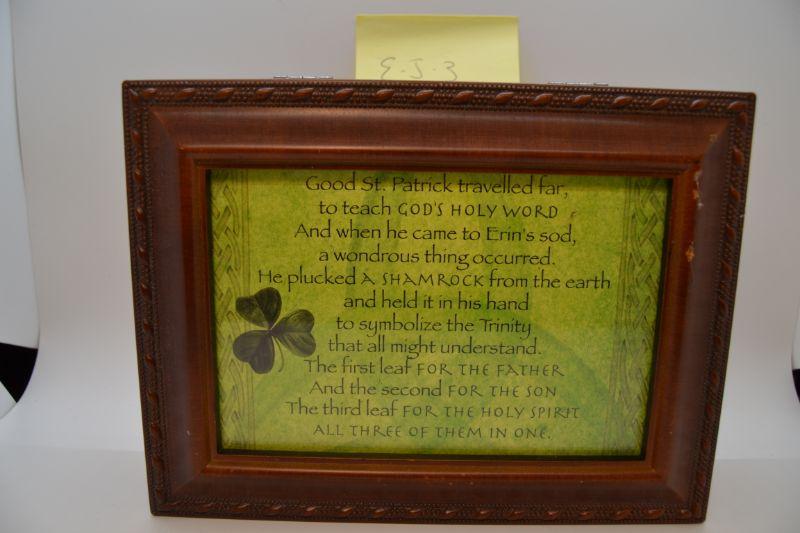 G-J-3
Good St. Patrick travelled far,
to teach GOD'S HOLY WORD
And when he came to Erin's sod,
a wondrous thing occurred.
He plucked A SHAMROCK from the earth
and held it in his hand
to symbolize the Trinity
that all might understand.
The first leaf FOR THE FATHER
And the second FOR THE SON
The third leaf FOR THE HOLY SPIRIT
ALL THREE OF THEM IN ONE.